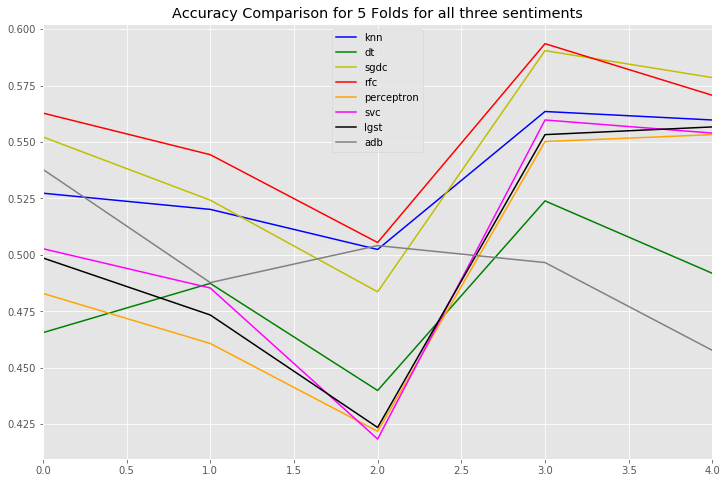 Accuracy Comparison for 5 Folds for all three sentiments
0.600
0.575
0.550
0.525
0.500
0.475
0.450
0.425
knn
dt
sgdc
rfc
perceptron
svc
lgst
adb
0.0 0.5 1.0 1.5 2.0 2.5 3.0 3.5 4.0